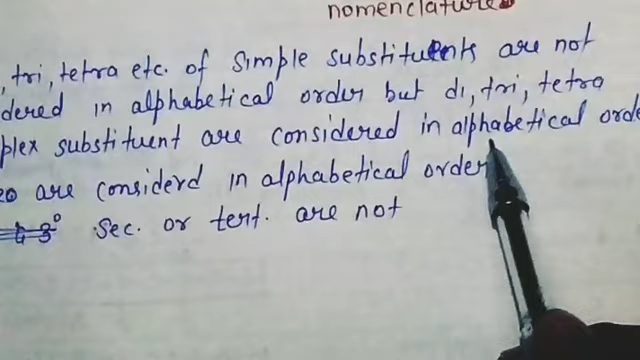 nomenclature
, tri, tetra etc. of simple substituents are not
dered in alphabetical order but di, tri, tetra
plex substituent are considered in alphabetical orde
eo are considerd in alphabetical order
Sec. or tert. are not